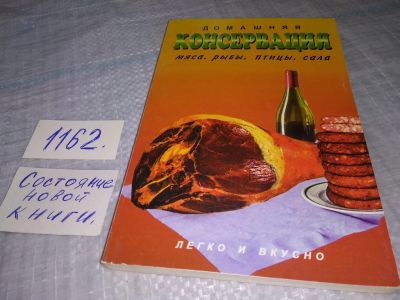 ДОМАШНЯЯ
КОНСЕРВАЦИЯ
мяса, рыбы, птицы, сала
ЛЕГКО И ВКУСНО
1162.
Состояние
новой
книги.